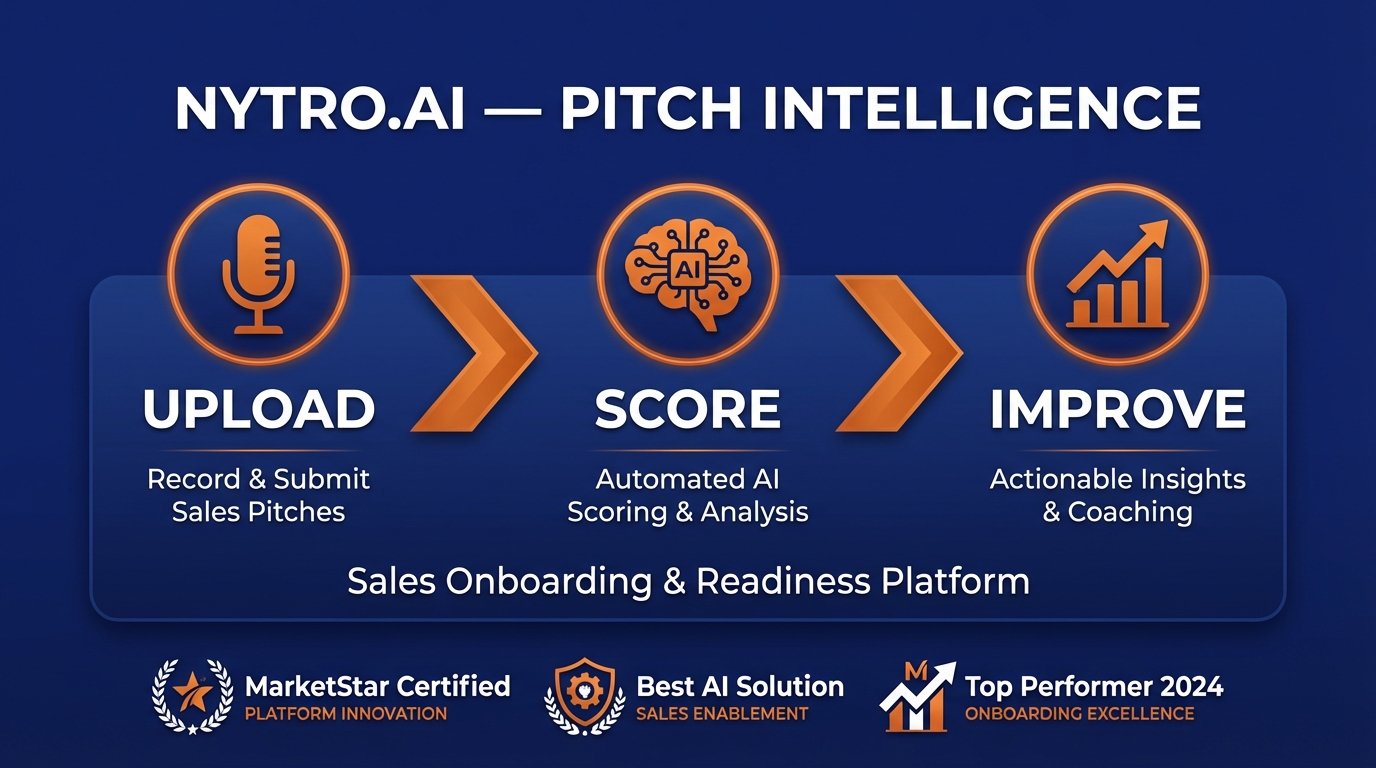 NYTRO.AI — PITCH INTELLIGENCE
AI
UPLOAD
Record & Submit
Sales Pitches
SCORE
Automated AI
Scoring & Analysis
IMPROVE
Actionable Insights
& Coaching
Sales Onboarding & Readiness Platform
MarketStar Certified
PLATFORM INNOVATION
Best AI Solution
SALES ENABLEMENT
M
Top Performer 2024
ONBOARDING EXCELLENCE